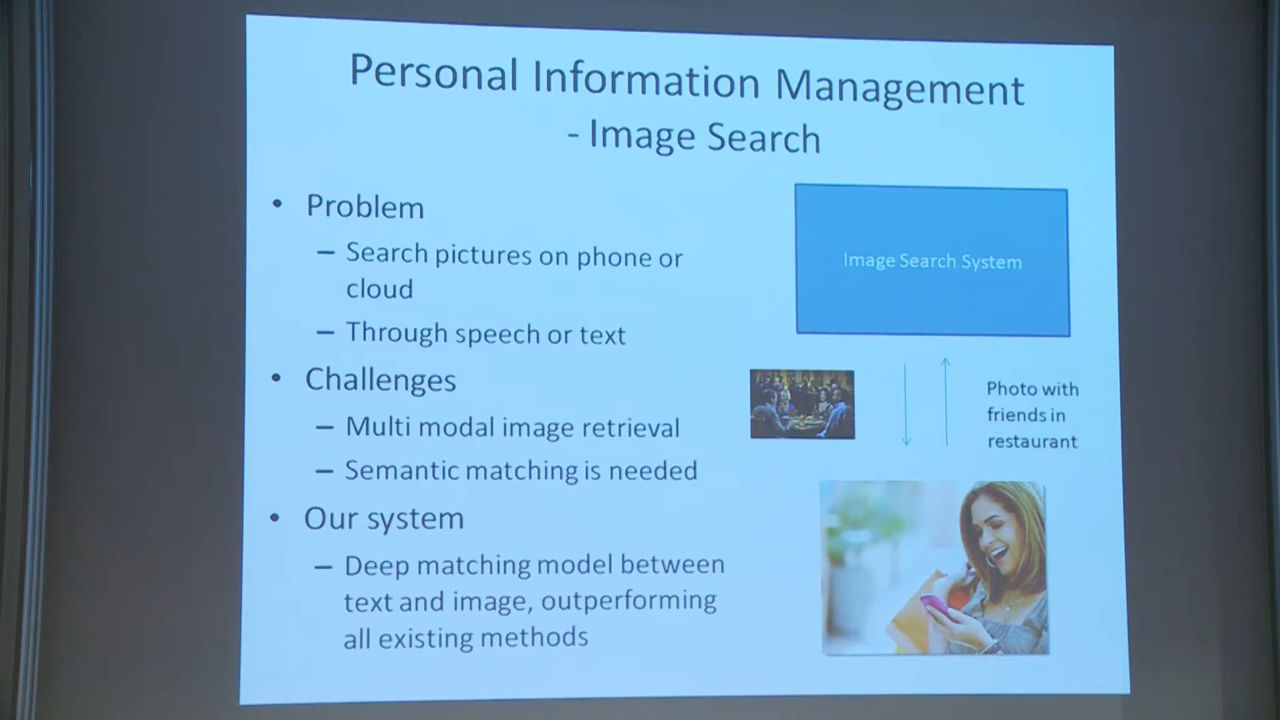 Personal Information Management
- Image Search
• Problem
– Search pictures on phone or
cloud
– Through speech or text
• Challenges
– Multi modal image retrieval
– Semantic matching is needed
• Our system
– Deep matching model between
text and image, outperforming
all existing methods
Image Search System
Photo with
friends in
restaurant